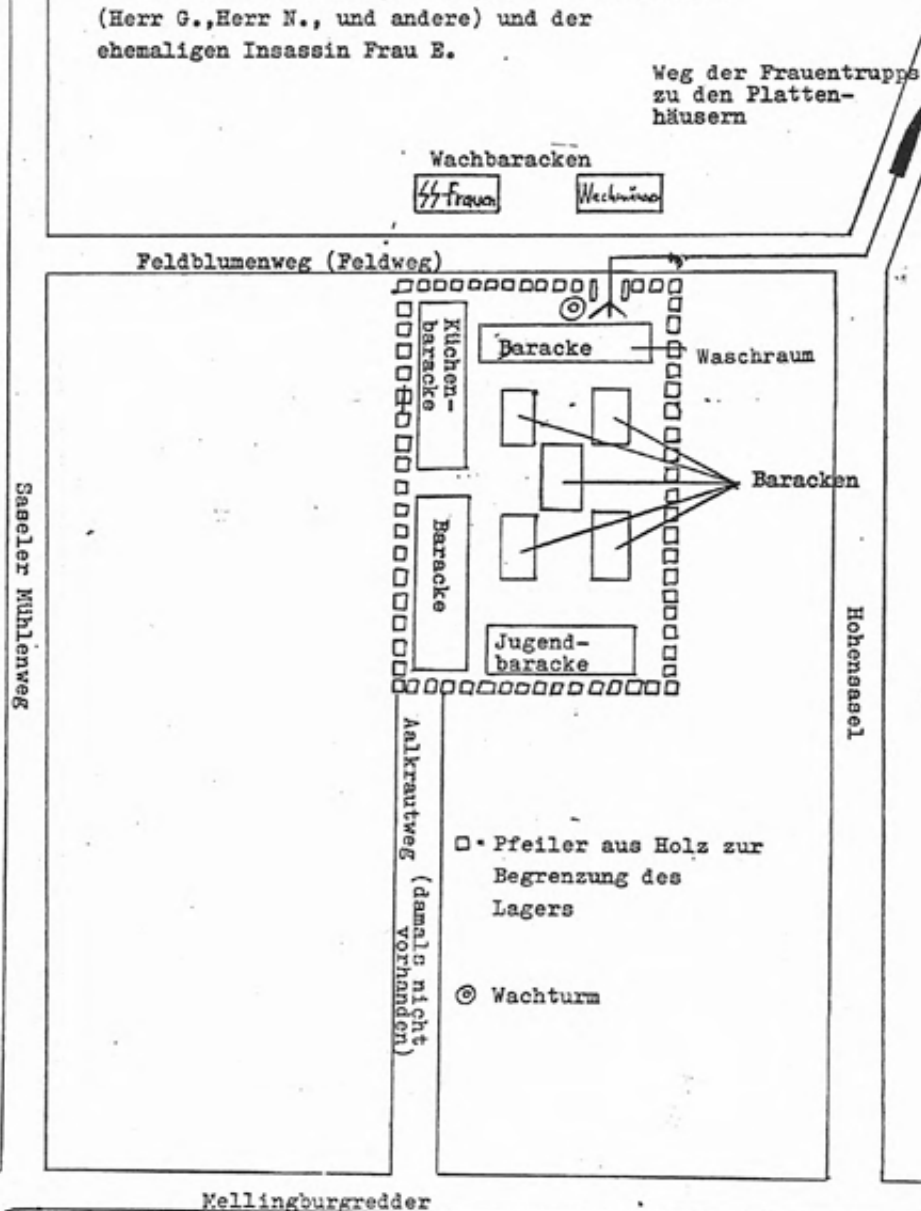 (Herr G.,Herr N., und andere) und der
ehemaligen Insassin Frau E.
Weg der Frauentrupps
zu den Platten-
häusern
Wachbaracken
SS-Frauen
Feldblumenweg (Feldweg)
Küchen-
baracke
Baracke
Waschraum
Baracken
Baracke
Jugend-
baracke
Saseler Mühlenweg
Hohensasel
Aalkrautweg (damals nicht
vorhanden)
Pfeiler aus Holz zur
Begrenzung des
Lagers
Wachturm
Mellingburgredder